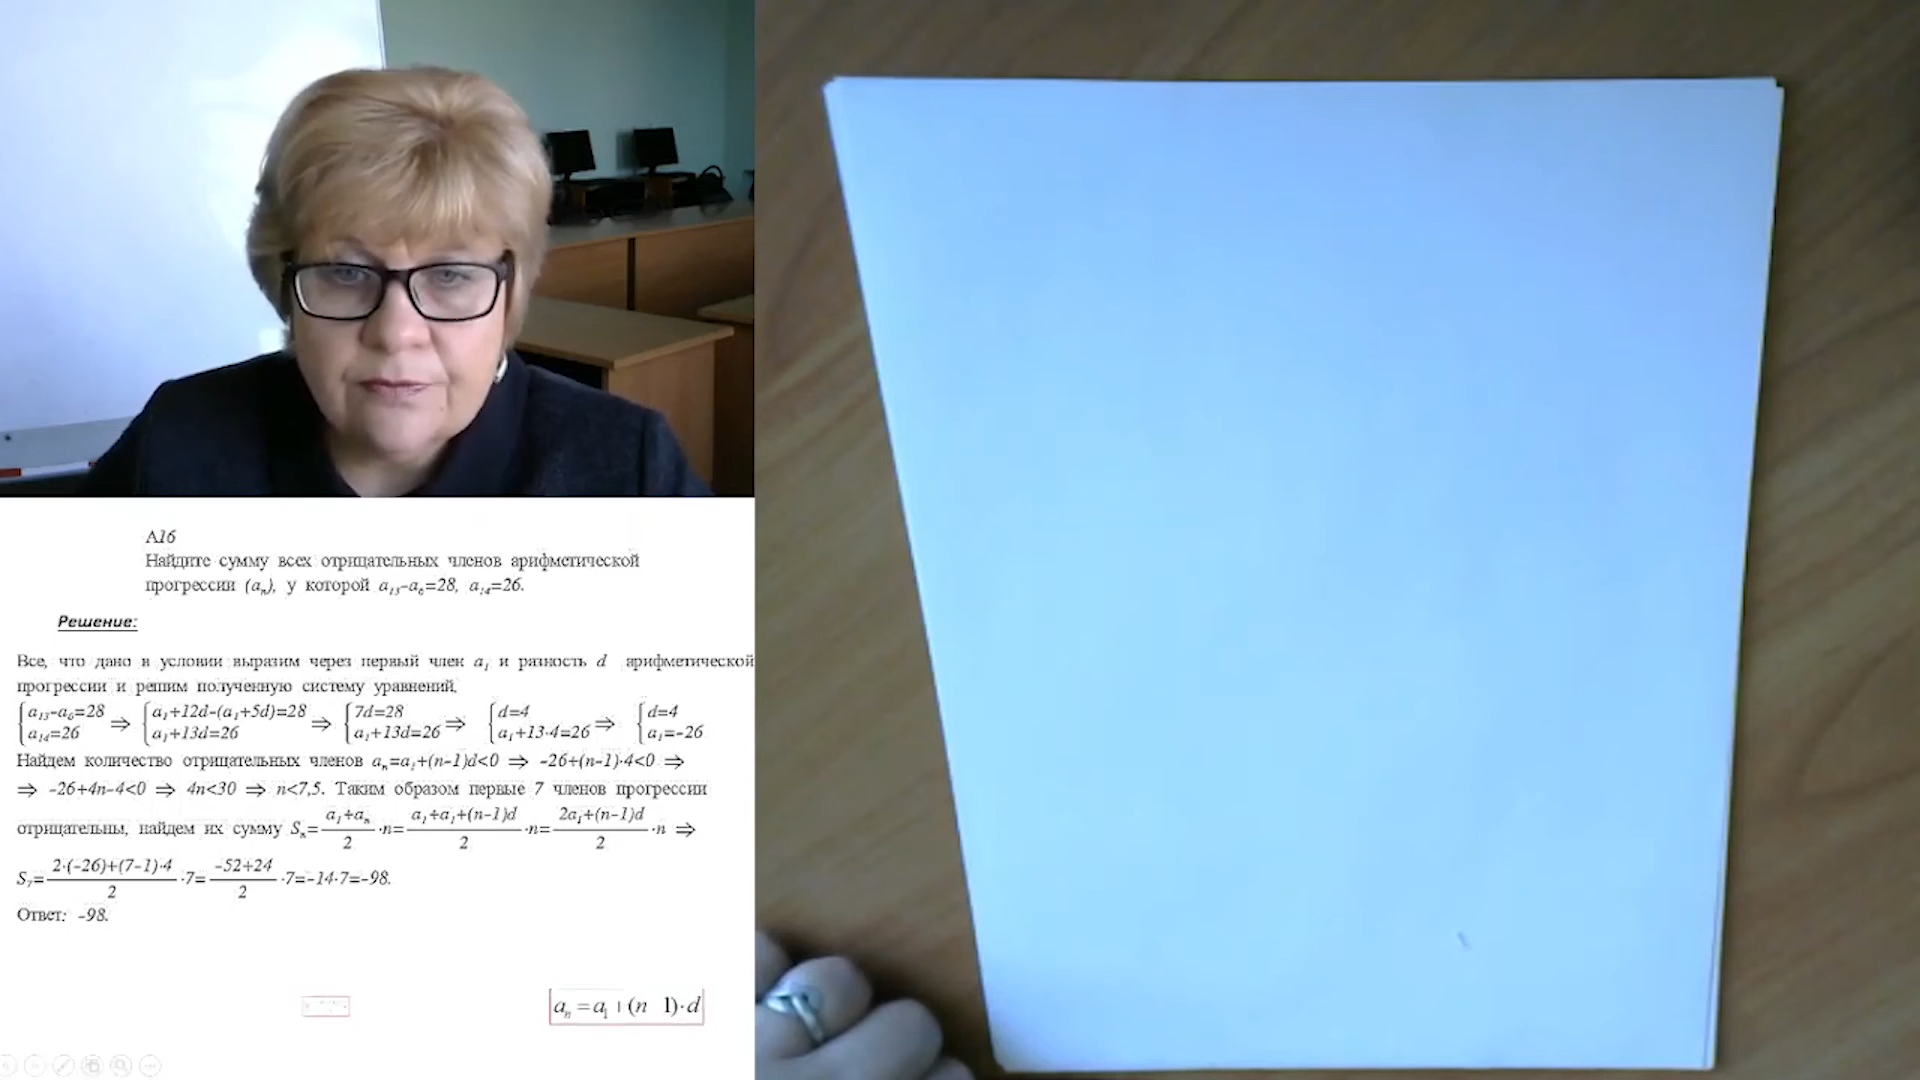 А16
Найдите сумму всех отрицательных членов арифметической
прогрессии (aₙ), у которой a₁₃-a₆=28, a₁₄=26.
Решение:
Все, что дано в условии выразим через первый член a₁ и разность d арифметической
прогрессии и решим полученную систему уравнений,
{a₁₃-a₆=28 a₁₄=26 ⇒ {a₁+12d-(a₁+5d)=28 a₁+13d=26 ⇒ {7d=28 a₁+13d=26 ⇒ {d=4 a₁+13·4=26 ⇒ {d=4 a₁=-26
Найдем количество отрицательных членов aₙ=a₁+(n-1)d<0 ⇒ -26+(n-1)·4<0 ⇒
⇒ -26+4n-4<0 ⇒ 4n<30 ⇒ n<7,5. Таким образом первые 7 членов прогрессии
отрицательны, найдем их сумму Sₙ=(a₁+aₙ)/2·n=(a₁+a₁+(n-1)d)/2·n=(2a₁+(n-1)d)/2·n ⇒
S₇=(2·(-26)+(7-1)·4)/2·7=(-52+24)/2·7=-14·7=-98.
Ответ: -98.
aₙ = a₁ + (n 1)·d